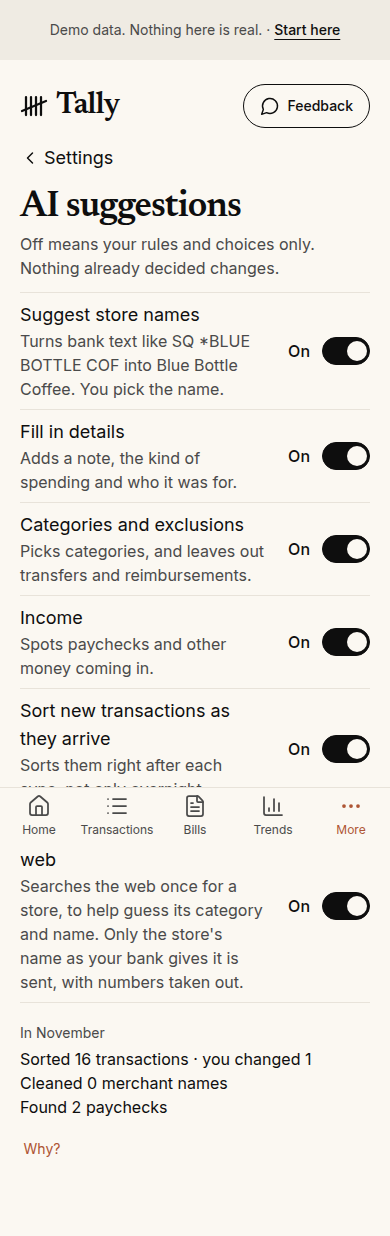 Demo data. Nothing here is real. · Start here
Tally
Feedback
Settings
AI suggestions
Off means your rules and choices only.
Nothing already decided changes.
Suggest store names
Turns bank text like SQ *BLUE
BOTTLE COF into Blue Bottle
Coffee. You pick the name.
On
Fill in details
Adds a note, the kind of
spending and who it was for.
On
Categories and exclusions
Picks categories, and leaves out
transfers and reimbursements.
On
Income
Spots paychecks and other
money coming in.
On
Sort new transactions as
they arrive
Sorts them right after each
On
Home
Transactions
Bills
Trends
More
web
Searches the web once for a
store, to help guess its category
and name. Only the store's
name as your bank gives it is
sent, with numbers taken out.
On
In November
Sorted 16 transactions · you changed 1
Cleaned 0 merchant names
Found 2 paychecks
Why?